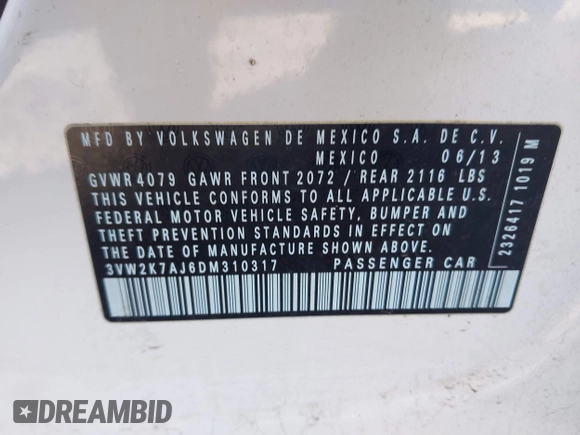 MFD BY VOLKSWAGEN DE MEXICO S.A. DE C.V.
MEXICO 06/13
GVWR 4079 GAWR FRONT 2072 / REAR 2116 LBS
THIS VEHICLE CONFORMS TO ALL APPLICABLE U.S.
FEDERAL MOTOR VEHICLE SAFETY, BUMPER AND
THEFT PREVENTION STANDARDS IN EFFECT ON
THE DATE OF MANUFACTURE SHOWN ABOVE.
3VW2K7AJ6DM310317 PASSENGER CAR
2326417 1019 M
DREAMBID